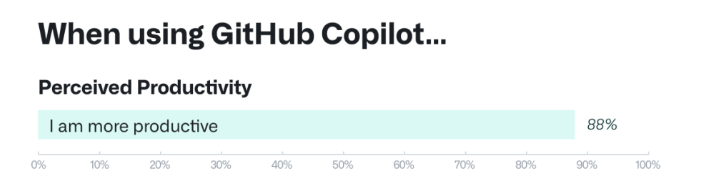 When using GitHub Copilot...
Perceived Productivity
I am more productive 88%
0% 10% 20% 30% 40% 50% 60% 70% 80% 90% 100%